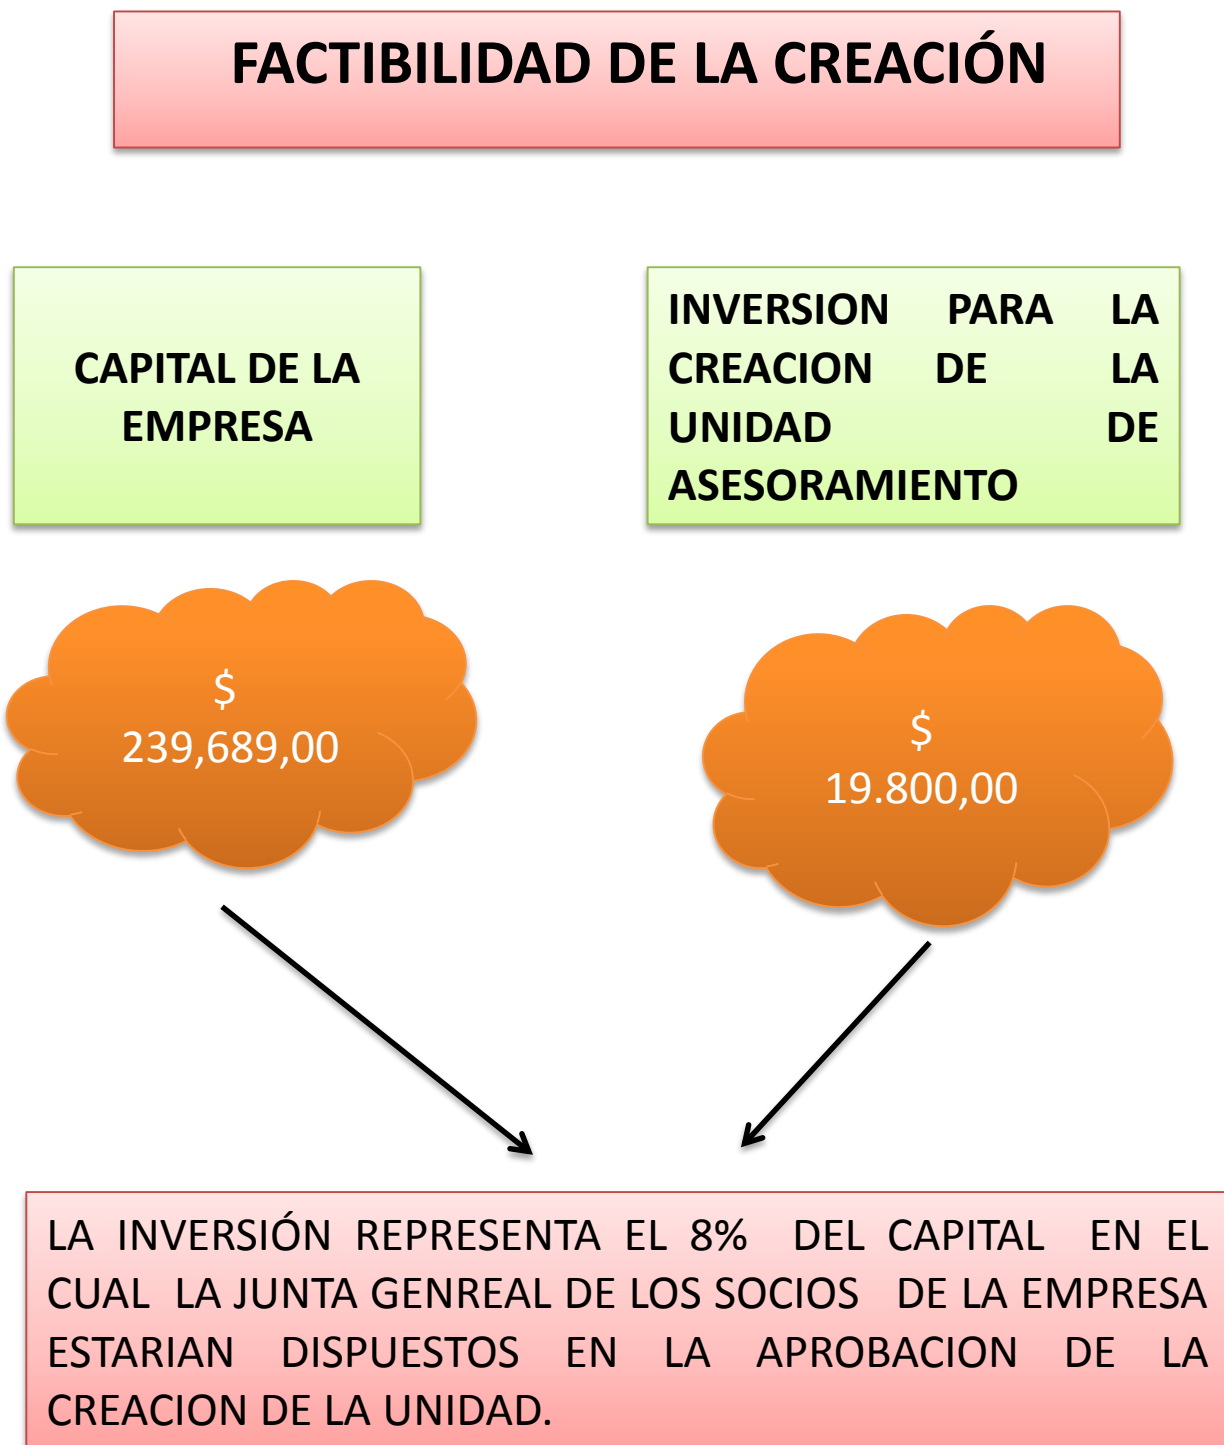 FACTIBILIDAD DE LA CREACIÓN
CAPITAL DE LA
EMPRESA
INVERSION PARA LA
CREACION DE LA
UNIDAD DE
ASESORAMIENTO
$
239,689,00
$
19.800,00
LA INVERSIÓN REPRESENTA EL 8% DEL CAPITAL EN EL
CUAL LA JUNTA GENREAL DE LOS SOCIOS DE LA EMPRESA
ESTARIAN DISPUESTOS EN LA APROBACION DE LA
CREACION DE LA UNIDAD.